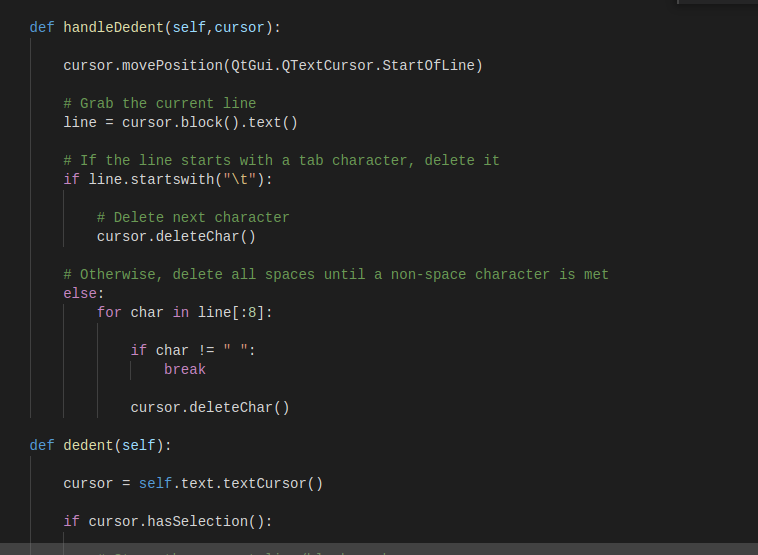 def handleDedent(self,cursor):
cursor.movePosition(QtGui.QTextCursor.StartOfLine)
# Grab the current line
line = cursor.block().text()
# If the line starts with a tab character, delete it
if line.startswith("\t"):
# Delete next character
cursor.deleteChar()
# Otherwise, delete all spaces until a non-space character is met
else:
for char in line[:8]:
if char != " ":
break
cursor.deleteChar()
def dedent(self):
cursor = self.text.textCursor()
if cursor.hasSelection():